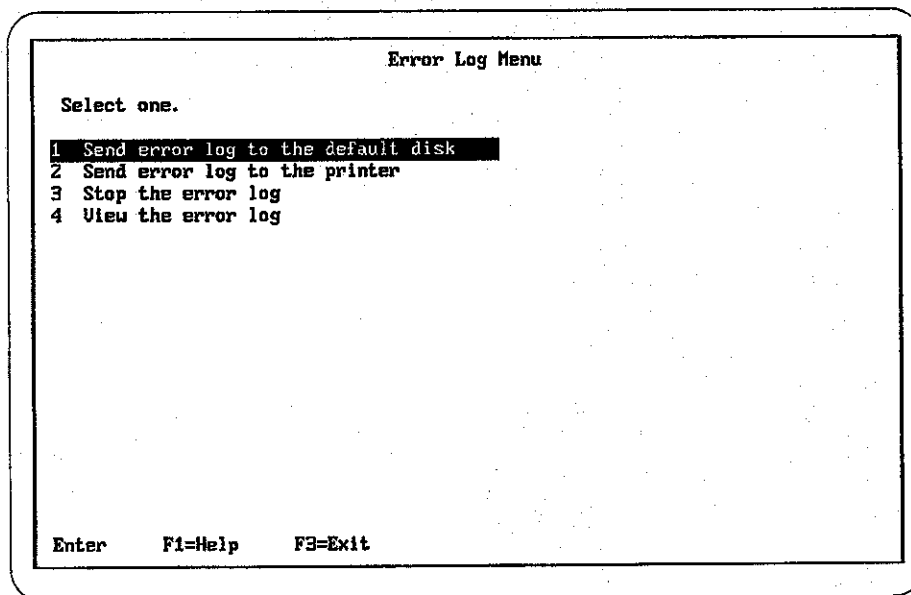 Error Log Menu
Select one.
1 Send error log to the default disk
2 Send error log to the printer
3 Stop the error log
4 View the error log
Enter F1=Help F3=Exit